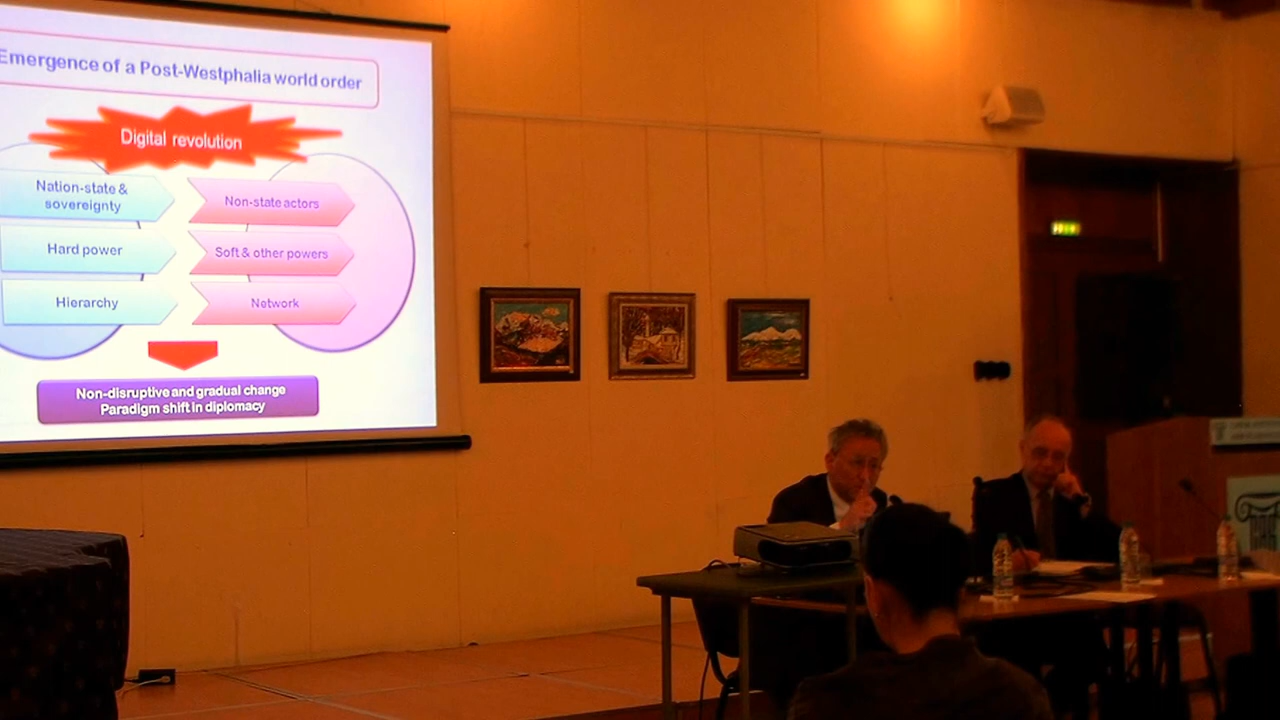 Emergence of a Post-Westphalia world order
Digital revolution
Nation-state &
sovereignty
Non-state actors
Hard power
Soft & other powers
Hierarchy
Network
Non-disruptive and gradual change
Paradigm shift in diplomacy